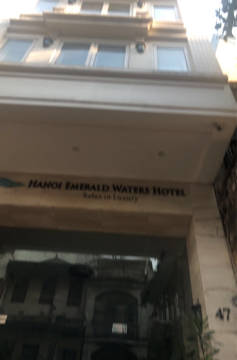 HANOI EMERALD WATERS HOTEL
Relax in Luxury
47